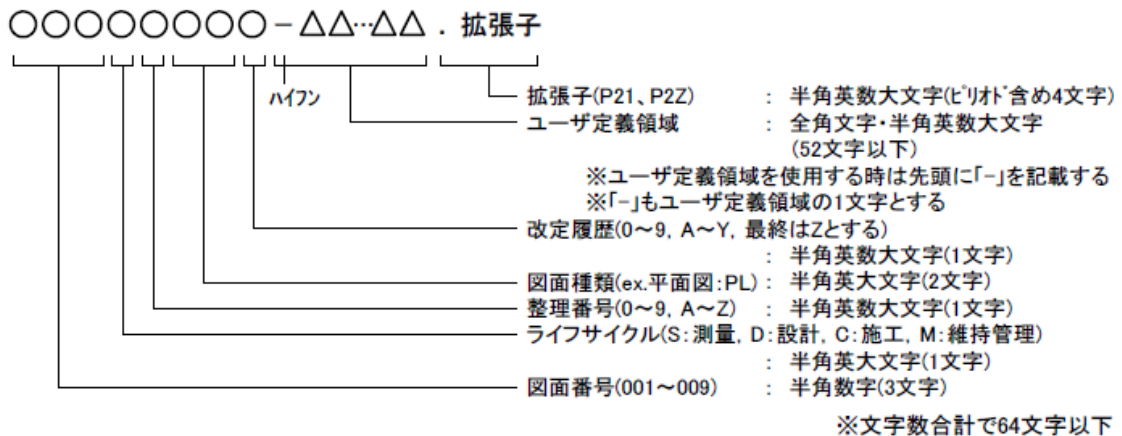 ○○○○○○○○-△△…△△ . 拡張子
ハイフン
拡張子(P21、P2Z) : 半角英数大文字(ピリオド含め4文字)
ユーザ定義領域 : 全角文字・半角英数大文字
(52文字以下)
※ユーザ定義領域を使用する時は先頭に「-」を記載する
※「-」もユーザ定義領域の1文字とする
改定履歴(0～9, A～Y, 最終はZとする)
: 半角英数大文字(1文字)
図面種類(ex.平面図:PL) : 半角英大文字(2文字)
整理番号(0～9, A～Z) : 半角英数大文字(1文字)
ライフサイクル(S:測量, D:設計, C:施工, M:維持管理)
: 半角英大文字(1文字)
図面番号(001～009) : 半角数字(3文字)
※文字数合計で64文字以下